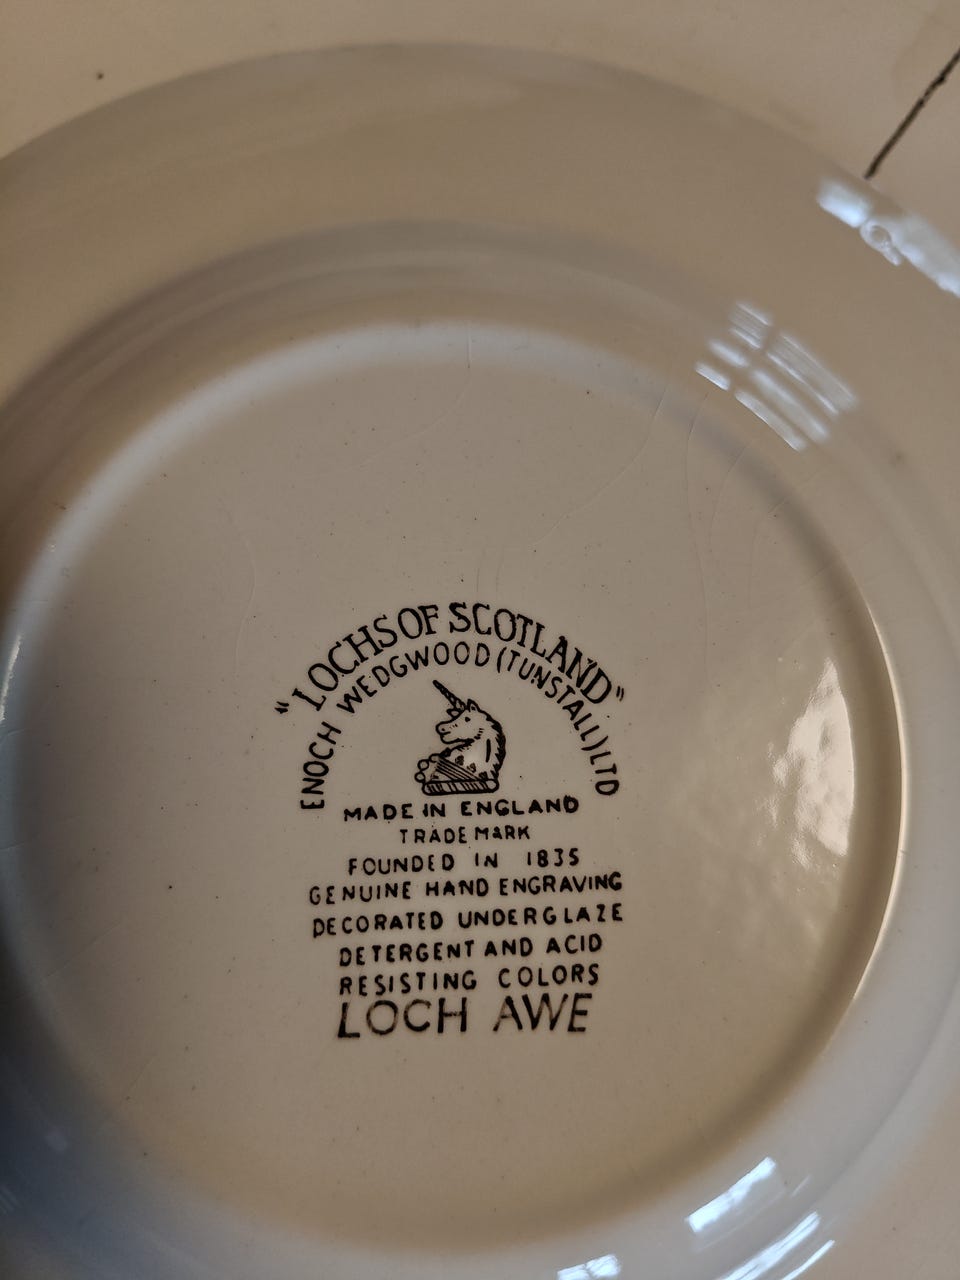 "LOCHS OF SCOTLAND"
ENOCH WEDGWOOD (TUNSTALL) LTD
MADE IN ENGLAND
TRADE MARK
FOUNDED IN 1835
GENUINE HAND ENGRAVING
DECORATED UNDERGLAZE
DETERGENT AND ACID
RESISTING COLORS
LOCH AWE